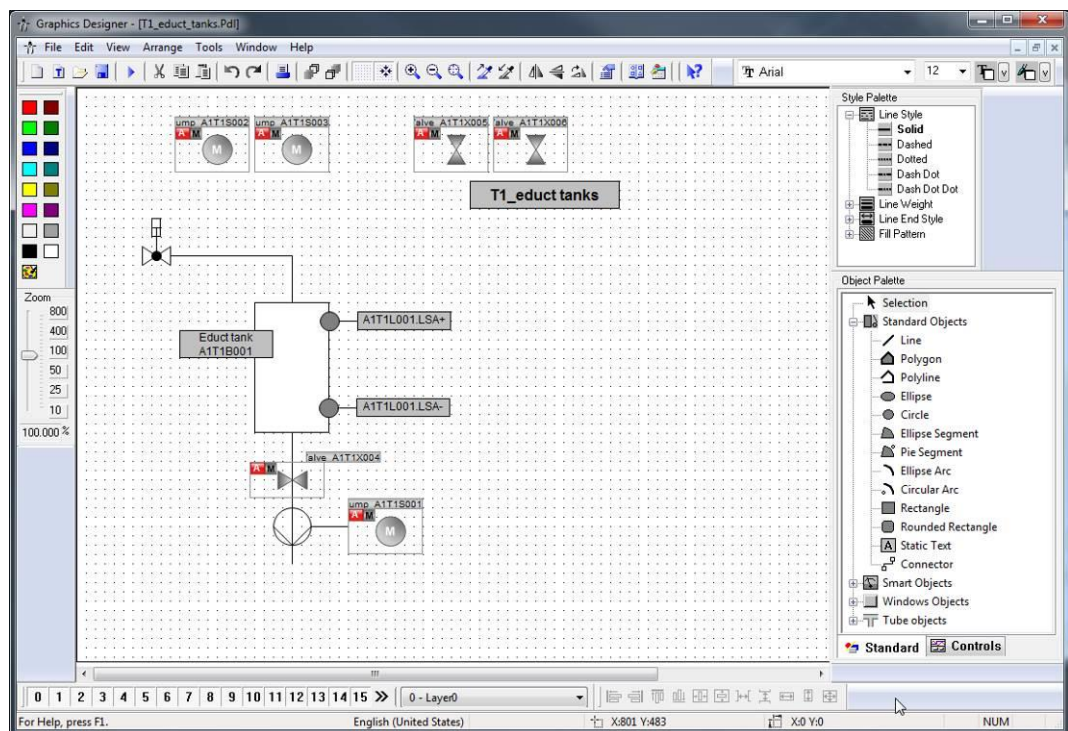 Graphics Designer - [T1_educt_tanks.Pdl]
File Edit View Arrange Tools Window Help
Arial 12
Style Palette
Line Style
Solid
Dashed
Dotted
Dash Dot
Dash Dot Dot
Line Weight
Line End Style
Fill Pattern
ump_A1T1S002 ump_A1T1S003 alve_A1T1X005 alve_A1T1X006
A M A M A M A M
M M
T1_educt tanks
Zoom
800
400
100
50
25
10
100.000 %
Educt tank
A1T1B001
A1T1L001.LSA+
A1T1L001.LSA-
alve_A1T1X004
A M
ump_A1T1S001
A M
M
Object Palette
Selection
Standard Objects
Line
Polygon
Polyline
Ellipse
Circle
Ellipse Segment
Pie Segment
Ellipse Arc
Circular Arc
Rectangle
Rounded Rectangle
A Static Text
Connector
Smart Objects
Windows Objects
Tube objects
Standard Controls
0 1 2 3 4 5 6 7 8 9 10 11 12 13 14 15 0 - Layer0
For Help, press F1. English (United States) X:801 Y:483 X:0 Y:0 NUM